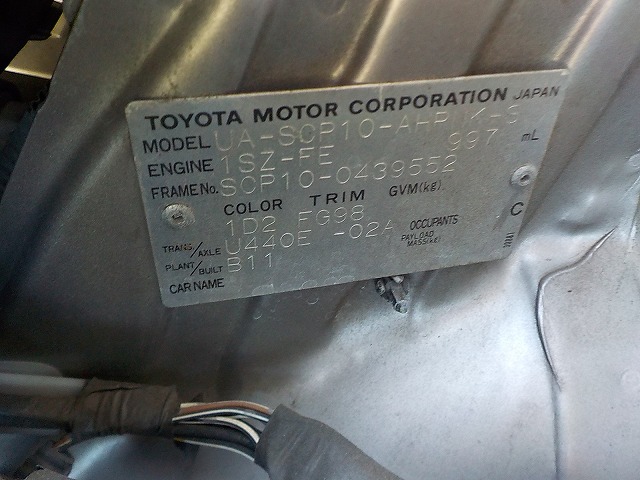 TOYOTA MOTOR CORPORATION JAPAN
MODEL UA-SCP10-AHPNK-S
ENGINE 1SZ-FE 997 mL
FRAME No. SCP10-0439552
COLOR TRIM GVM(kg)
1D2 FG98 C
TRANS/AXLE U440E -02A OCCUPANTS
PAYLOAD MASS(kg)
PLANT/BUILT B11
CAR NAME